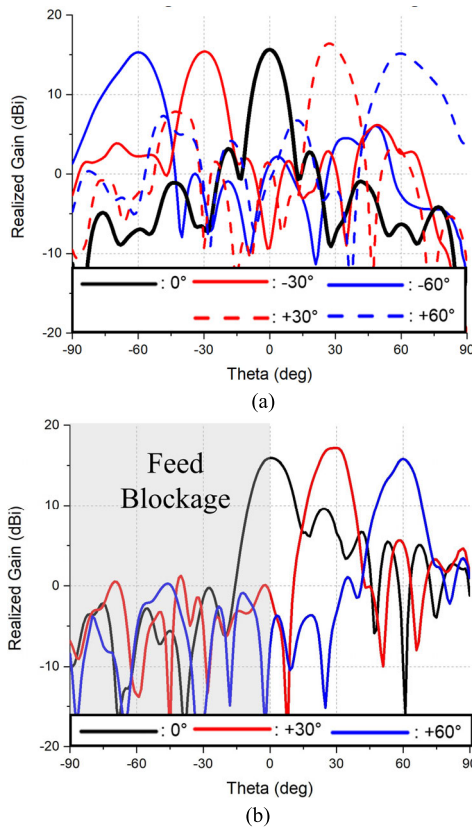 20
10
0
-10
-20
Realized Gain (dBi)
: 0° : -30° : -60°
: +30° : +60°
-90 -60 -30 0 30 60 90
Theta (deg)
(a)
20
10
0
-10
-20
Realized Gain (dBi)
Feed
Blockage
: 0° : +30° : +60°
-90 -60 -30 0 30 60 90
Theta (deg)
(b)